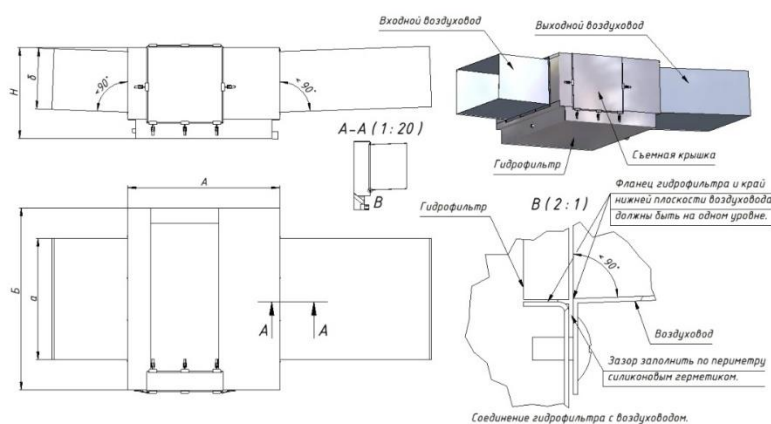 Входной воздуховод
Выходной воздуховод
Н
б
<90°
<90°
А-А (1:20)
В
Гидрофильтр
Съемная крышка
А
Б
а
А
А
Гидрофильтр
В (2:1)
Фланец гидрофильтра и край
нижней плоскости воздуховода
должны быть на одном уровне.
<90°
Воздуховод
Зазор заполнить по периметру
силиконовым герметиком.
Соединение гидрофильтра с воздуховодом.